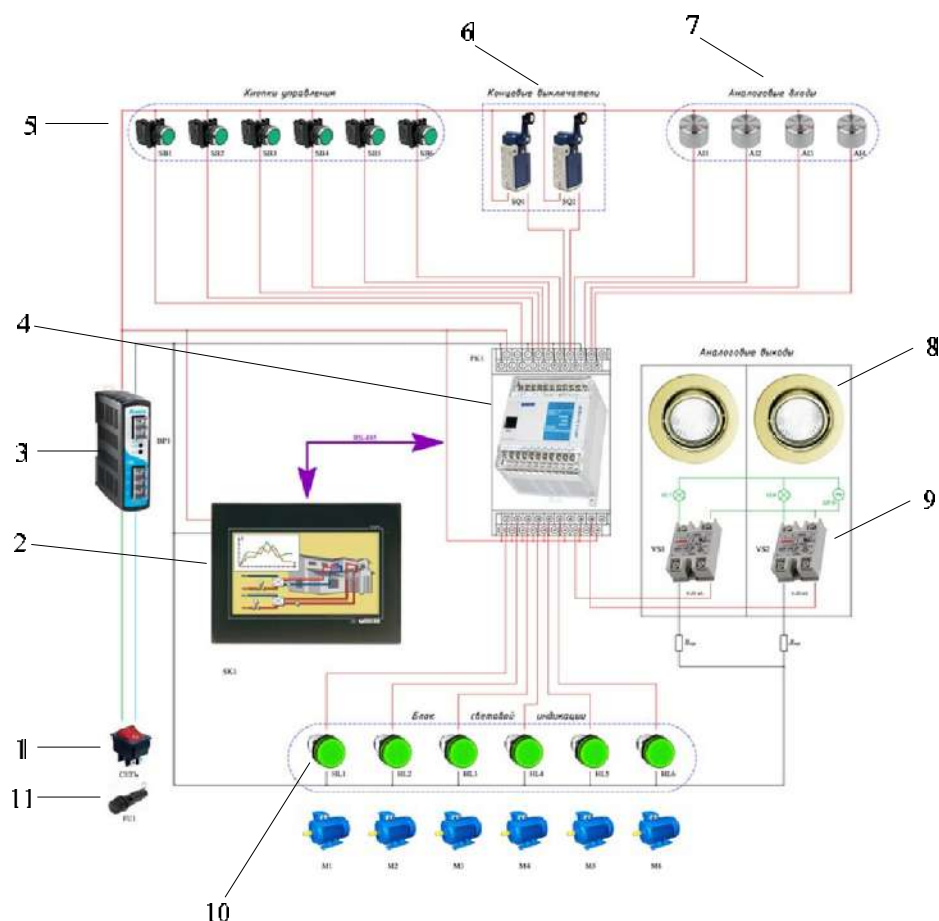 6
7
Кнопки управления
Концевые выключатели
Аналоговые входы
5
SB1 SB2 SB3 SB4 SB5 SB6
SQ1 SQ2
AI1 AI2 AI3 AI4
4
Аналоговые выходы
8
3
BP1
RS-485
9
2
VS1 VS2
SK1
Блок световой индикации
1
СЕТЬ
HL1 HL2 HL3 HL4 HL5 HL6
11
FU1
M1 M2 M3 M4 M5 M6
10